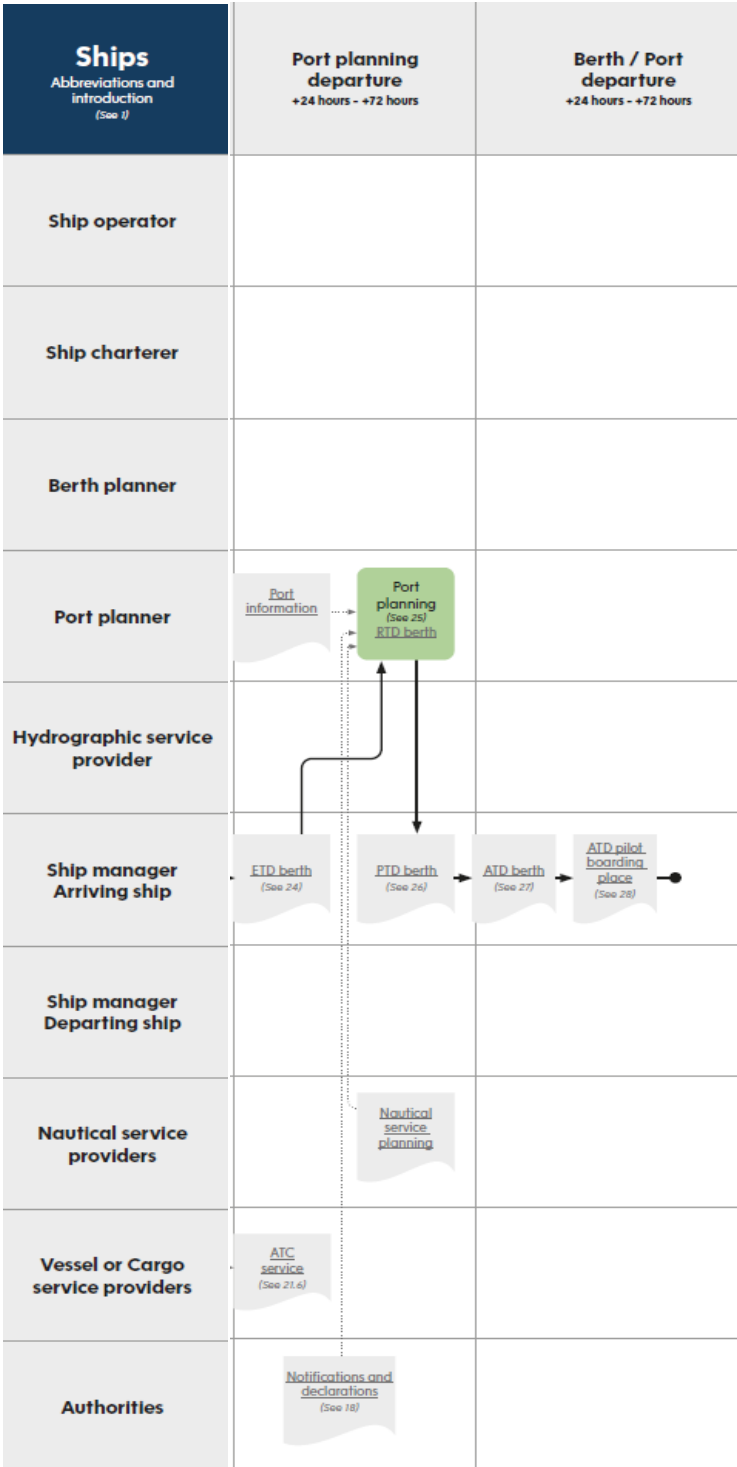 Ships
Abbreviations and
introduction
(See 1)
Port planning
departure
+24 hours - +72 hours
Berth / Port
departure
+24 hours - +72 hours
Ship operator
Ship charterer
Berth planner
Port planner
Port
information
Port
planning
(See 25)
RTD berth
Hydrographic service
provider
Ship manager
Arriving ship
ETD berth
(See 24)
PTD berth
(See 26)
ATD berth
(See 27)
ATD pilot
boarding
place
(See 28)
Ship manager
Departing ship
Nautical service
providers
Nautical
service
planning
Vessel or Cargo
service providers
ATC
service
(See 21.6)
Authorities
Notifications and
declarations
(See 18)